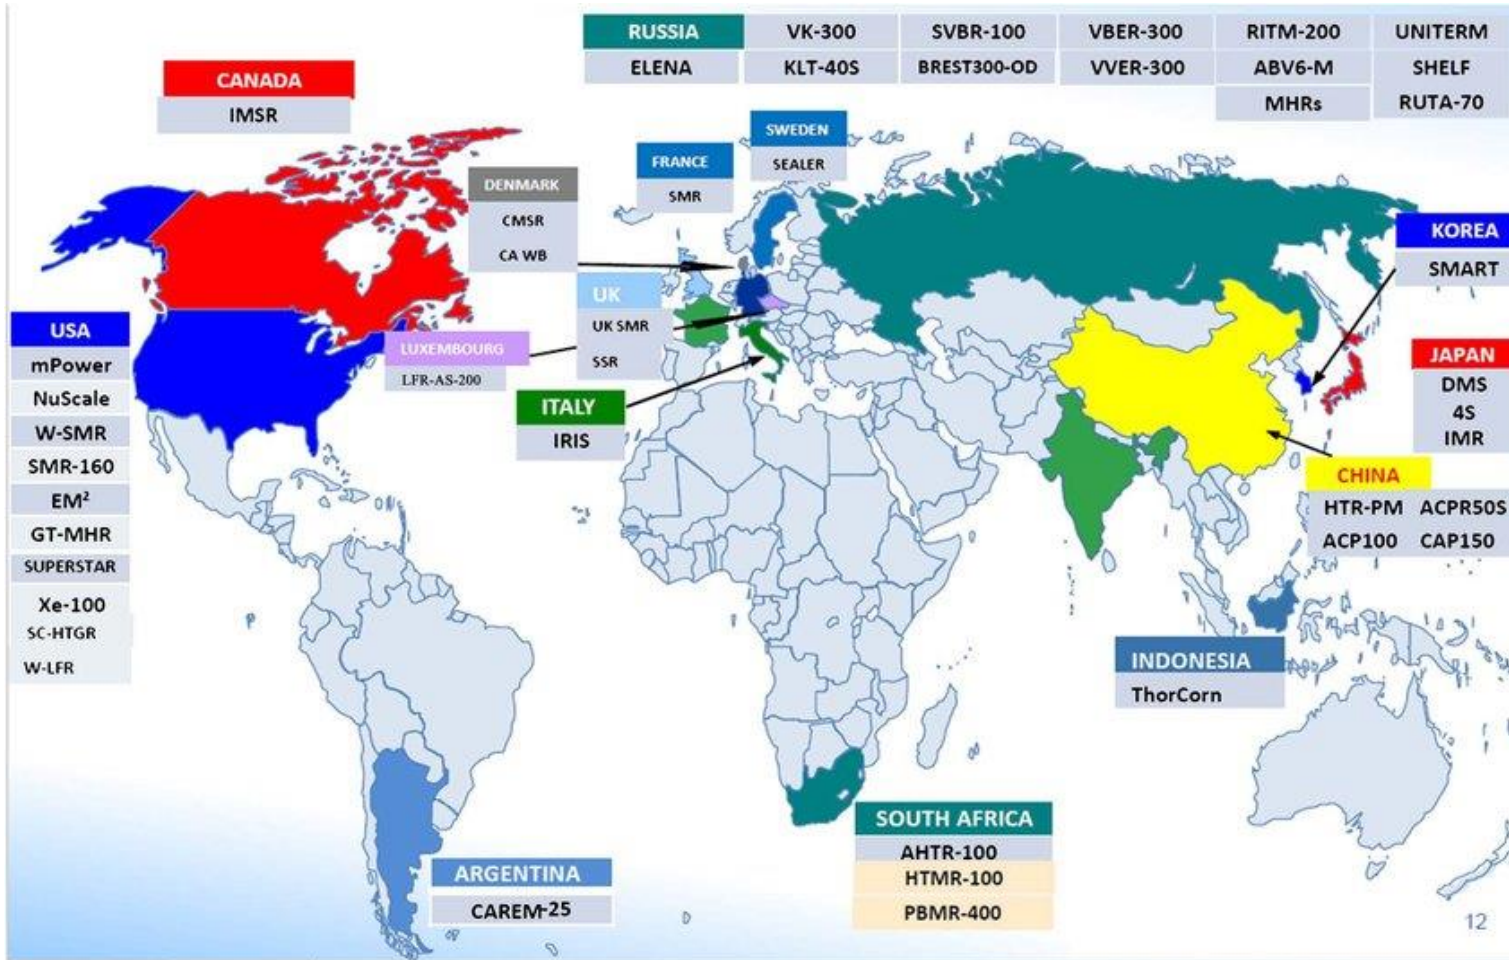 RUSSIA VK-300 SVBR-100 VBER-300 RITM-200 UNITERM
ELENA KLT-40S BREST300-OD VVER-300 ABV6-M SHELF
MHRs RUTA-70
CANADA
IMSR
SWEDEN
SEALER
FRANCE
SMR
DENMARK
CMSR
CA WB
KOREA
SMART
UK
UK SMR
SSR
USA
mPower
NuScale
W-SMR
SMR-160
EM²
GT-MHR
SUPERSTAR
Xe-100
SC-HTGR
W-LFR
LUXEMBOURG
LFR-AS-200
ITALY
IRIS
JAPAN
DMS
4S
IMR
CHINA
HTR-PM ACPR50S
ACP100 CAP150
INDONESIA
ThorCorn
SOUTH AFRICA
AHTR-100
HTMR-100
PBMR-400
ARGENTINA
CAREM-25
12